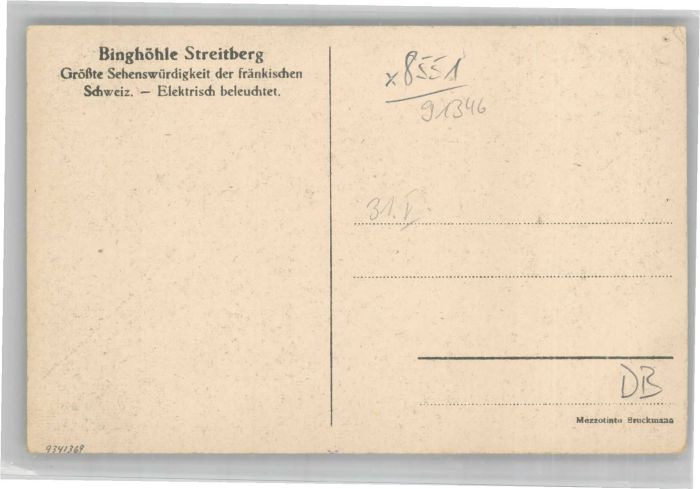 Binghöhle Streitberg
Größte Sehenswürdigkeit der fränkischen
Schweiz. — Elektrisch beleuchtet.
x8551
91346
31.I
DB
Mezzotinto Bruckmann
9341369